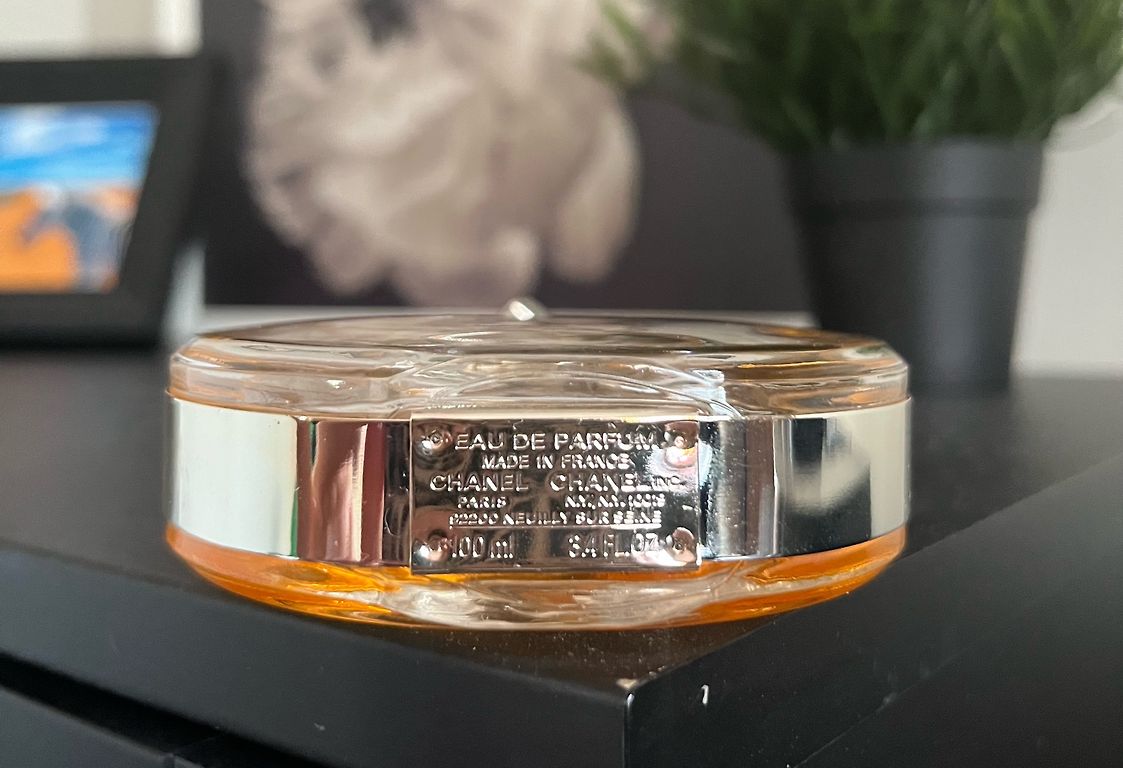 EAU DE PARFUM
MADE IN FRANCE
CHANEL CHANEL INC.
PARIS N.Y., N.Y. 10019
92200 NEUILLY SUR SEINE
100 ml 3.4 FL.OZ.